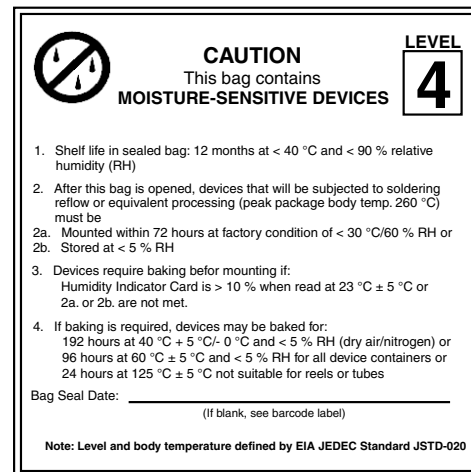 CAUTION
This bag contains
MOISTURE-SENSITIVE DEVICES
LEVEL
4
1. Shelf life in sealed bag: 12 months at < 40 °C and < 90 % relative
humidity (RH)
2. After this bag is opened, devices that will be subjected to soldering
reflow or equivalent processing (peak package body temp. 260 °C)
must be
2a. Mounted within 72 hours at factory condition of < 30 °C/60 % RH or
2b. Stored at < 5 % RH
3. Devices require baking befor mounting if:
Humidity Indicator Card is > 10 % when read at 23 °C ± 5 °C or
2a. or 2b. are not met.
4. If baking is required, devices may be baked for:
192 hours at 40 °C + 5 °C/- 0 °C and < 5 % RH (dry air/nitrogen) or
96 hours at 60 °C ± 5 °C and < 5 % RH for all device containers or
24 hours at 125 °C ± 5 °C not suitable for reels or tubes
Bag Seal Date:
(If blank, see barcode label)
Note: Level and body temperature defined by EIA JEDEC Standard JSTD-020